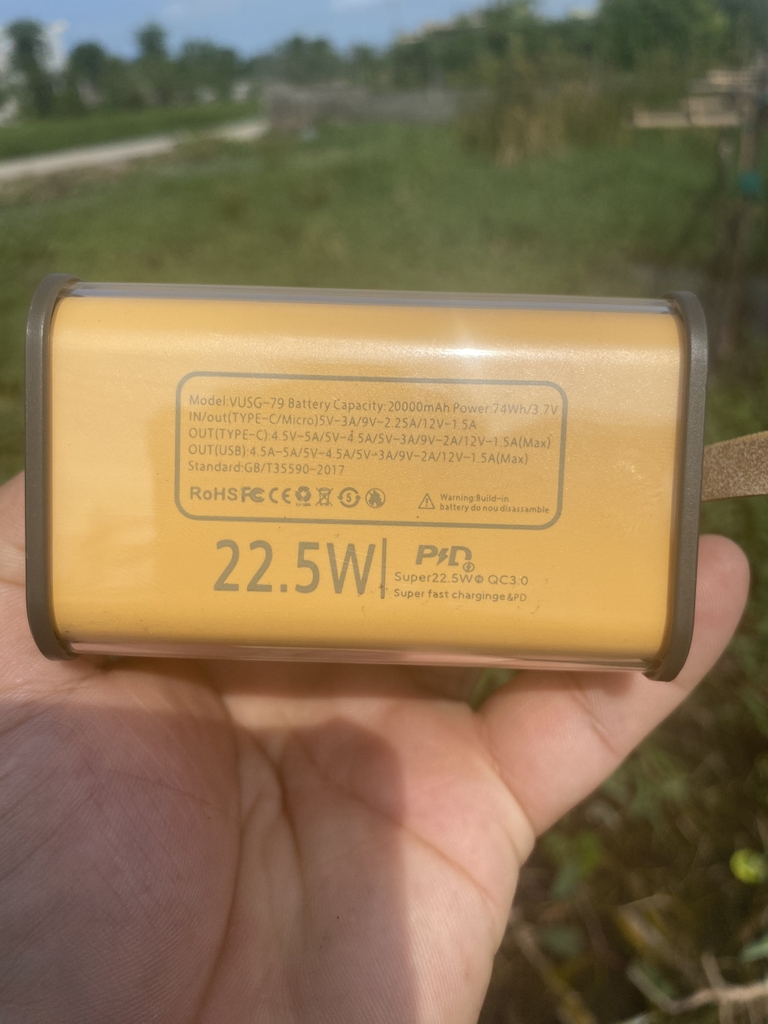 Model:VUSG-79 Battery Capacity:20000mAh Power:74Wh/3.7V
IN/out(TYPE-C/Micro)5V-3A/9V-2.25A/12V-1.5A
OUT(TYPE-C):4.5V-5A/5V-4.5A/5V-3A/9V-2A/12V-1.5A(Max)
OUT(USB):4.5A-5A/5V-4.5A/5V-3A/9V-2A/12V-1.5A(Max)
Standard:GB/T35590-2017
RoHS FC CE 5
Warning:Build-in
battery do nou disassamble
22.5W
PD
Super22.5W QC3.0
Super fast charginge&PD